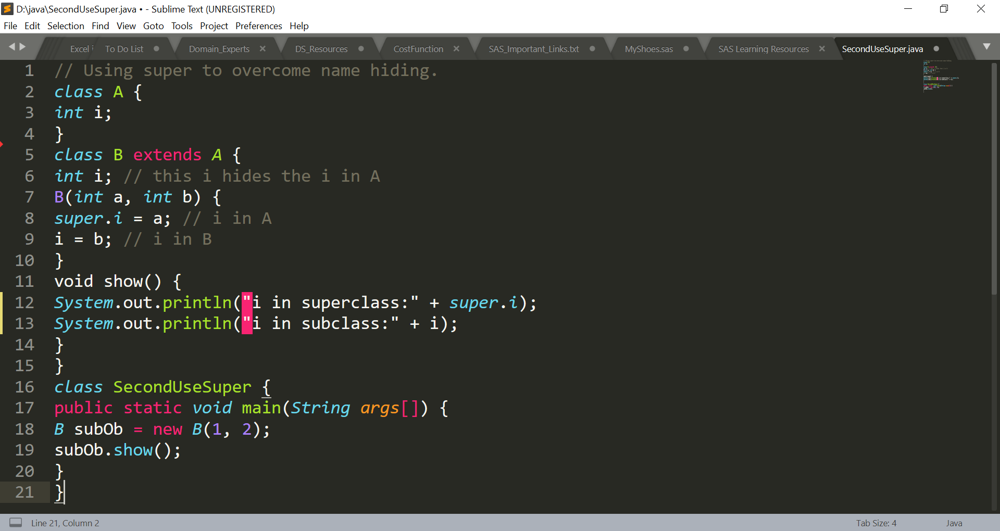 D:\java\SecondUseSuper.java • - Sublime Text (UNREGISTERED)
File Edit Selection Find View Goto Tools Project Preferences Help
Excel To Do List Domain_Experts DS_Resources CostFunction SAS_Important_Links.txt MyShoes.sas SAS Learning Resources SecondUseSuper.java
1 // Using super to overcome name hiding.
2 class A {
3 int i;
4 }
5 class B extends A {
6 int i; // this i hides the i in A
7 B(int a, int b) {
8 super.i = a; // i in A
9 i = b; // i in B
10 }
11 void show() {
12 System.out.println("i in superclass:" + super.i);
13 System.out.println("i in subclass:" + i);
14 }
15 }
16 class SecondUseSuper {
17 public static void main(String args[]) {
18 B subOb = new B(1, 2);
19 subOb.show();
20 }
21 }
Line 21, Column 2 Tab Size: 4 Java